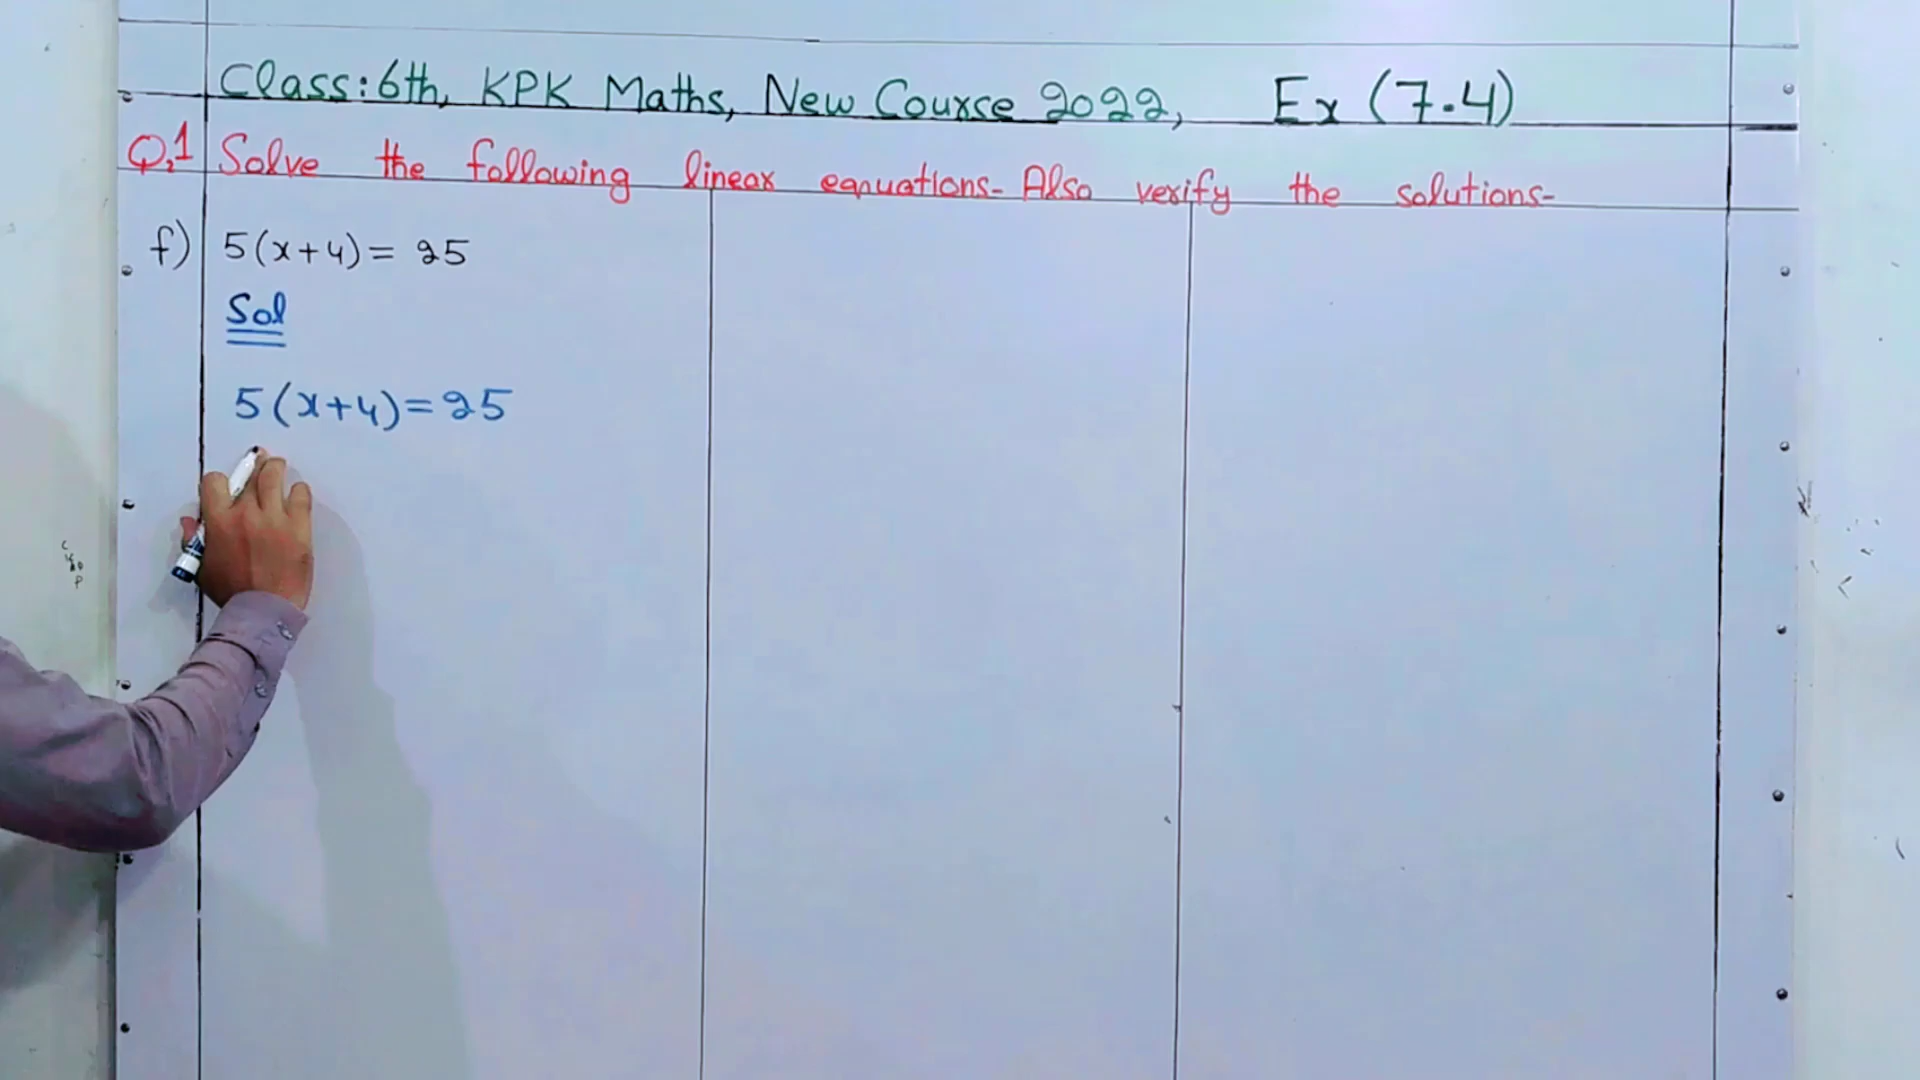 Class:6th, KPK Maths, New Course 2022, Ex (7.4)
Q.1 Solve the following linear equations- Also verify the solutions-
f) 5(x+4)= 25
Sol
5(x+4)=25